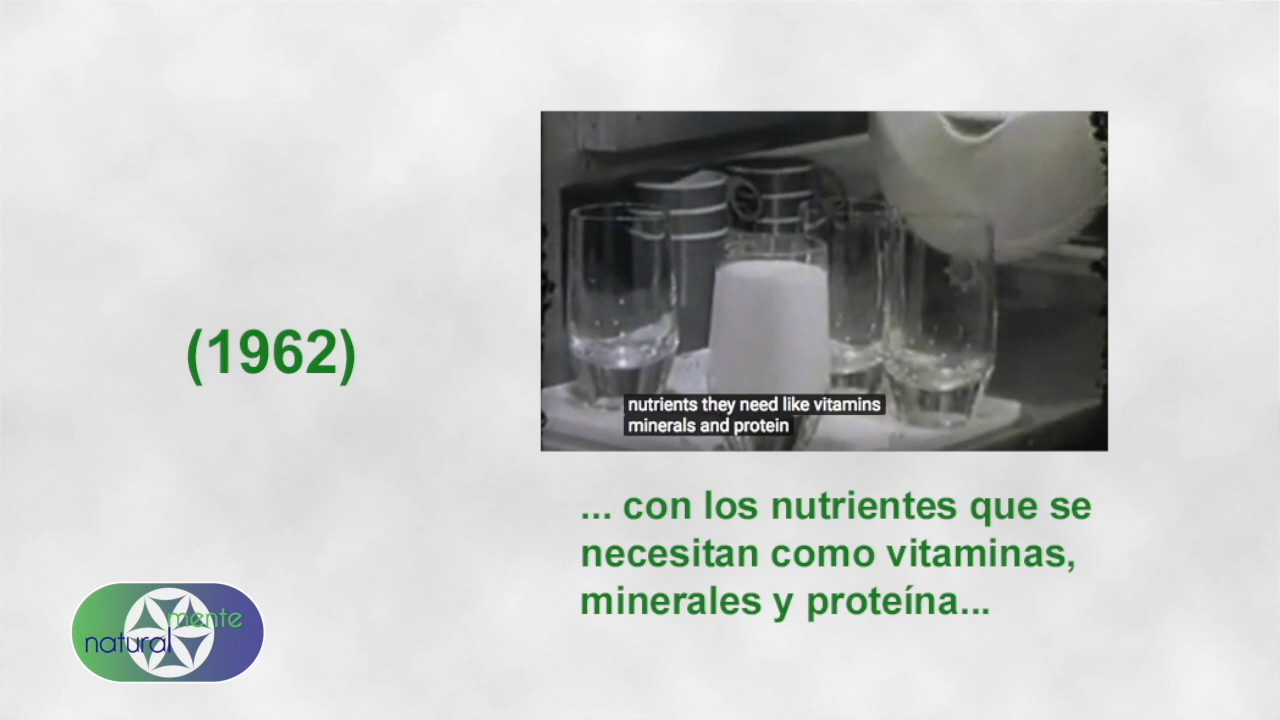 (1962)
nutrients they need like vitamins
minerals and protein
... con los nutrientes que se
necesitan como vitaminas,
minerales y proteína...
mente
natural